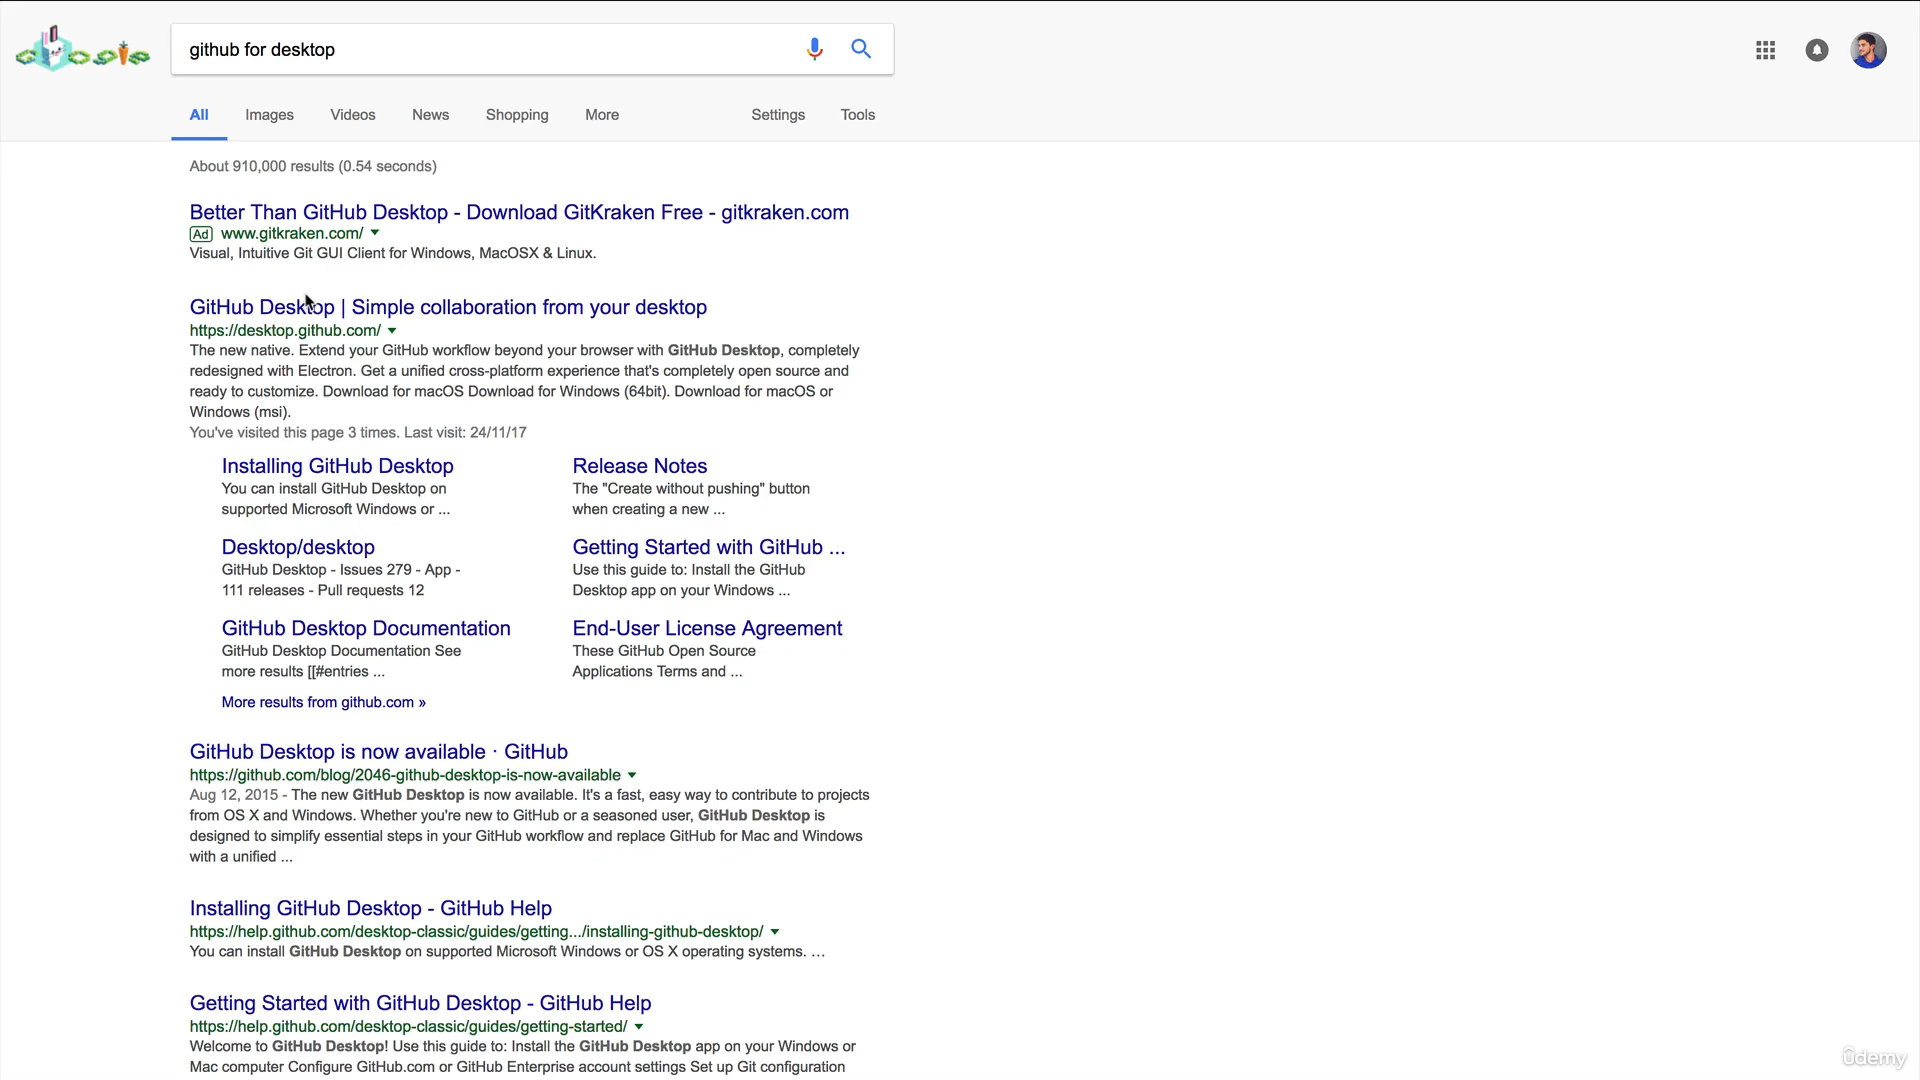 github for desktop
All Images Videos News Shopping More Settings Tools
About 910,000 results (0.54 seconds)
Better Than GitHub Desktop - Download GitKraken Free - gitkraken.com
Ad www.gitkraken.com/
Visual, Intuitive Git GUI Client for Windows, MacOSX & Linux.
GitHub Desktop | Simple collaboration from your desktop
https://desktop.github.com/
The new native. Extend your GitHub workflow beyond your browser with GitHub Desktop, completely
redesigned with Electron. Get a unified cross-platform experience that's completely open source and
ready to customize. Download for macOS Download for Windows (64bit). Download for macOS or
Windows (msi).
You've visited this page 3 times. Last visit: 24/11/17
Installing GitHub Desktop
You can install GitHub Desktop on
supported Microsoft Windows or ...
Release Notes
The "Create without pushing" button
when creating a new ...
Desktop/desktop
GitHub Desktop - Issues 279 - App -
111 releases - Pull requests 12
Getting Started with GitHub ...
Use this guide to: Install the GitHub
Desktop app on your Windows ...
GitHub Desktop Documentation
GitHub Desktop Documentation See
more results [[#entries ...
End-User License Agreement
These GitHub Open Source
Applications Terms and ...
More results from github.com »
GitHub Desktop is now available · GitHub
https://github.com/blog/2046-github-desktop-is-now-available
Aug 12, 2015 - The new GitHub Desktop is now available. It's a fast, easy way to contribute to projects
from OS X and Windows. Whether you're new to GitHub or a seasoned user, GitHub Desktop is
designed to simplify essential steps in your GitHub workflow and replace GitHub for Mac and Windows
with a unified ...
Installing GitHub Desktop - GitHub Help
https://help.github.com/desktop-classic/guides/getting.../installing-github-desktop/
You can install GitHub Desktop on supported Microsoft Windows or OS X operating systems. ...
Getting Started with GitHub Desktop - GitHub Help
https://help.github.com/desktop-classic/guides/getting-started/
Welcome to GitHub Desktop! Use this guide to: Install the GitHub Desktop app on your Windows or
Mac computer Configure GitHub.com or GitHub Enterprise account settings Set up Git configuration
ûdemy